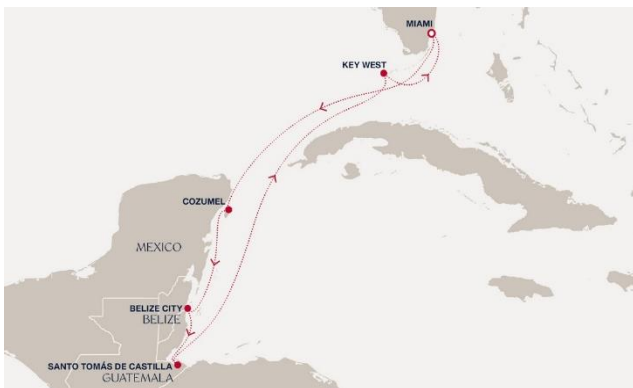 MIAMI
KEY WEST
COZUMEL
MEXICO
BELIZE CITY
BELIZE
SANTO TOMÁS DE CASTILLA
GUATEMALA